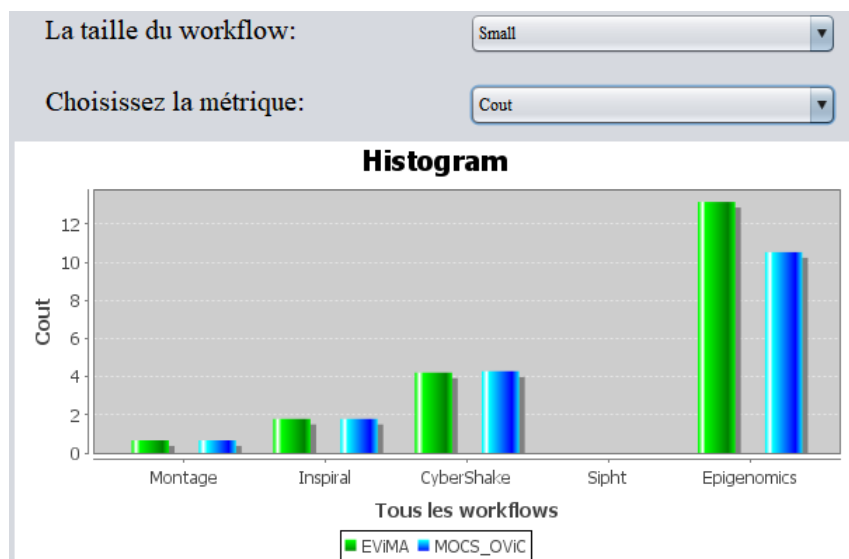 La taille du workflow: Small
Choisissez la métrique: Cout
Histogram
12
10
8
6
4
2
0
Cout
Montage Inspiral CyberShake Sipht Epigenomics
Tous les workflows
EViMA MOCS_OViC